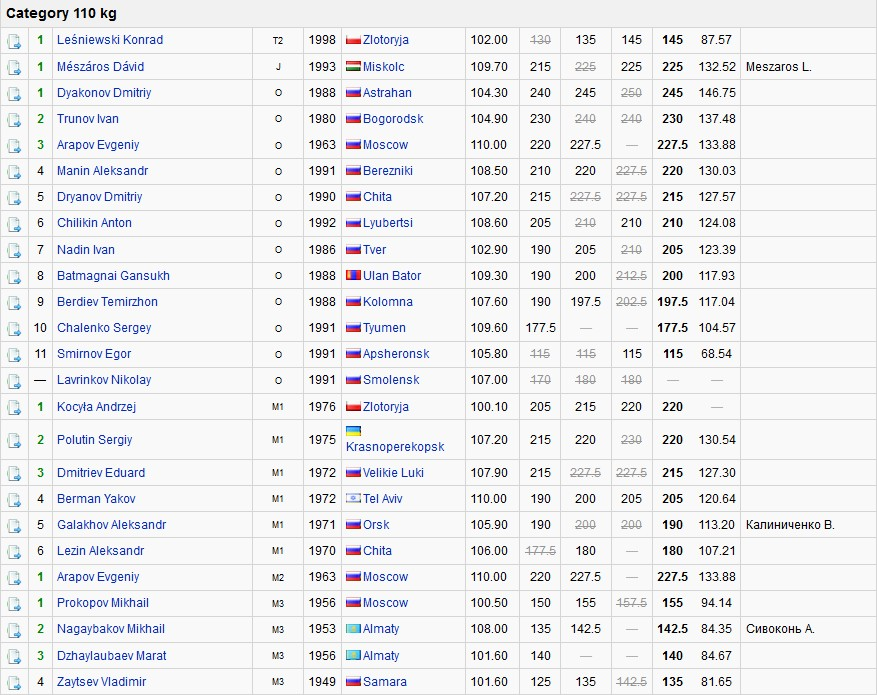 Category 110 kg
1 Leśniewski Konrad T2 1998 Zlotoryja 102.00 130 135 145 145 87.57
1 Mészáros Dávid J 1993 Miskolc 109.70 215 225 225 225 132.52 Meszaros L.
1 Dyakonov Dmitriy O 1988 Astrahan 104.30 240 245 250 245 146.75
2 Trunov Ivan O 1980 Bogorodsk 104.90 230 240 240 230 137.48
3 Arapov Evgeniy O 1963 Moscow 110.00 220 227.5 — 227.5 133.88
4 Manin Aleksandr O 1991 Berezniki 108.50 210 220 227.5 220 130.03
5 Dryanov Dmitriy O 1990 Chita 107.20 215 227.5 227.5 215 127.57
6 Chilikin Anton O 1992 Lyubertsi 108.60 205 210 210 210 124.08
7 Nadin Ivan O 1986 Tver 102.90 190 205 210 205 123.39
8 Batmagnai Gansukh O 1988 Ulan Bator 109.30 190 200 212.5 200 117.93
9 Berdiev Temirzhon O 1988 Kolomna 107.60 190 197.5 202.5 197.5 117.04
10 Chalenko Sergey O 1991 Tyumen 109.60 177.5 — — 177.5 104.57
11 Smirnov Egor O 1991 Apsheronsk 105.80 115 115 115 115 68.54
— Lavrinkov Nikolay O 1991 Smolensk 107.00 170 180 180 — —
1 Kocyła Andrzej M1 1976 Zlotoryja 100.10 205 215 220 220 —
2 Polutin Sergiy M1 1975 Krasnoperekopsk 107.20 215 220 230 220 130.54
3 Dmitriev Eduard M1 1972 Velikie Luki 107.90 215 227.5 227.5 215 127.30
4 Berman Yakov M1 1972 Tel Aviv 110.00 190 200 205 205 120.64
5 Galakhov Aleksandr M1 1971 Orsk 105.90 190 200 200 190 113.20 Калиниченко В.
6 Lezin Aleksandr M1 1970 Chita 106.00 177.5 180 — 180 107.21
1 Arapov Evgeniy M2 1963 Moscow 110.00 220 227.5 — 227.5 133.88
1 Prokopov Mikhail M3 1956 Moscow 100.50 150 155 157.5 155 94.14
2 Nagaybakov Mikhail M3 1953 Almaty 108.00 135 142.5 — 142.5 84.35 Сивоконь А.
3 Dzhaylaubaev Marat M3 1956 Almaty 101.60 140 — — 140 84.67
4 Zaytsev Vladimir M3 1949 Samara 101.60 125 135 142.5 135 81.65